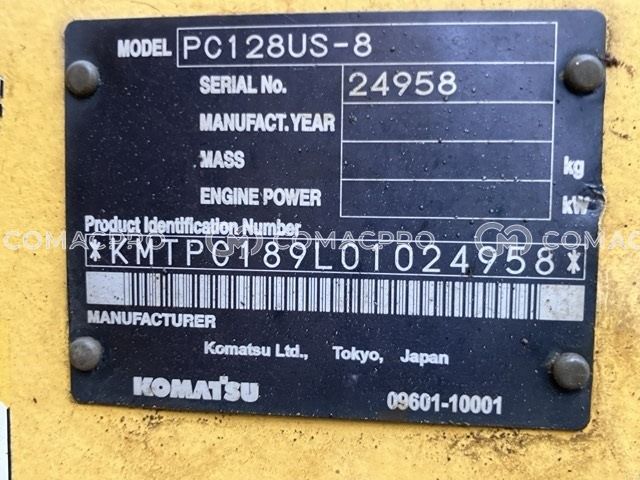 MODEL PC128US-8
SERIAL No. 24958
MANUFACT.YEAR
MASS kg
ENGINE POWER kW
Product Identification Number
COMACPRO COMACPRO
*KMTPC189L01024958*
MANUFACTURER
Komatsu Ltd., Tokyo, Japan
KOMATSU 09601-10001